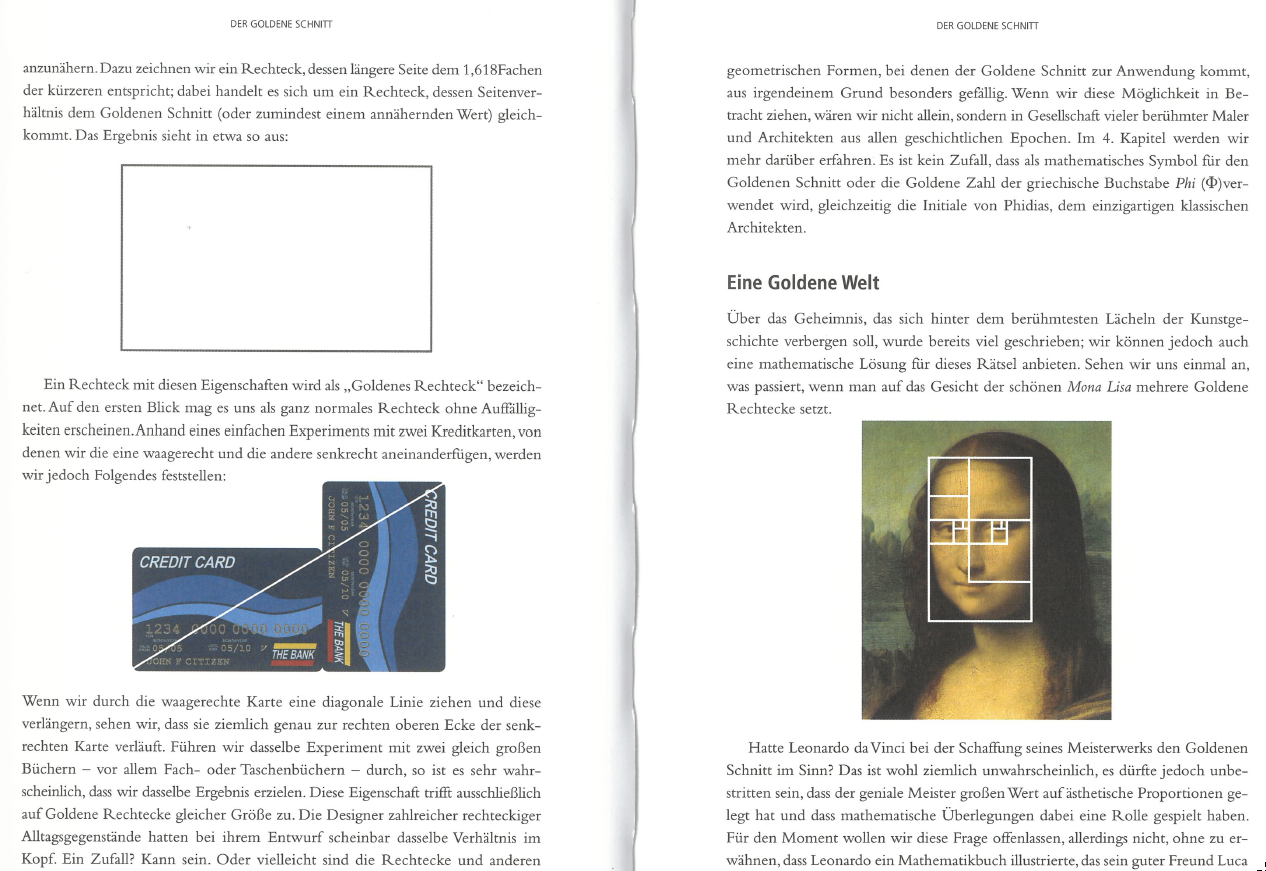 DER GOLDENE SCHNITT
anzunähern. Dazu zeichnen wir ein Rechteck, dessen längere Seite dem 1,618Fachen
der kürzeren entspricht; dabei handelt es sich um ein Rechteck, dessen Seitenver-
hältnis dem Goldenen Schnitt (oder zumindest einem annähernden Wert) gleich-
kommt. Das Ergebnis sieht in etwa so aus:
Ein Rechteck mit diesen Eigenschaften wird als „Goldenes Rechteck“ bezeich-
net. Auf den ersten Blick mag es uns als ganz normales Rechteck ohne Auffällig-
keiten erscheinen. Anhand eines einfachen Experiments mit zwei Kreditkarten, von
denen wir die eine waagerecht und die andere senkrecht aneinanderfügen, werden
wir jedoch Folgendes feststellen:
CREDIT CARD
1234 0000 0000 0000
05/05 05/10 V
JOHN F CITIZEN
THE BANK
CREDIT CARD
1234 0000 0000 0000
05/05 05/10 V
JOHN F CITIZEN
THE BANK
Wenn wir durch die waagerechte Karte eine diagonale Linie ziehen und diese
verlängern, sehen wir, dass sie ziemlich genau zur rechten oberen Ecke der senk-
rechten Karte verläuft. Führen wir dasselbe Experiment mit zwei gleich großen
Büchern – vor allem Fach- oder Taschenbüchern – durch, so ist es sehr wahr-
scheinlich, dass wir dasselbe Ergebnis erzielen. Diese Eigenschaft trifft ausschließlich
auf Goldene Rechtecke gleicher Größe zu. Die Designer zahlreicher rechteckiger
Alltagsgegenstände hatten bei ihrem Entwurf scheinbar dasselbe Verhältnis im
Kopf. Ein Zufall? Kann sein. Oder vielleicht sind die Rechtecke und anderen
DER GOLDENE SCHNITT
geometrischen Formen, bei denen der Goldene Schnitt zur Anwendung kommt,
aus irgendeinem Grund besonders gefällig. Wenn wir diese Möglichkeit in Be-
tracht ziehen, wären wir nicht allein, sondern in Gesellschaft vieler berühmter Maler
und Architekten aus allen geschichtlichen Epochen. Im 4. Kapitel werden wir
mehr darüber erfahren. Es ist kein Zufall, dass als mathematisches Symbol für den
Goldenen Schnitt oder die Goldene Zahl der griechische Buchstabe Phi (Φ)ver-
wendet wird, gleichzeitig die Initiale von Phidias, dem einzigartigen klassischen
Architekten.
Eine Goldene Welt
Über das Geheimnis, das sich hinter dem berühmtesten Lächeln der Kunstge-
schichte verbergen soll, wurde bereits viel geschrieben; wir können jedoch auch
eine mathematische Lösung für dieses Rätsel anbieten. Sehen wir uns einmal an,
was passiert, wenn man auf das Gesicht der schönen Mona Lisa mehrere Goldene
Rechtecke setzt.
Hatte Leonardo da Vinci bei der Schaffung seines Meisterwerks den Goldenen
Schnitt im Sinn? Das ist wohl ziemlich unwahrscheinlich, es dürfte jedoch unbe-
stritten sein, dass der geniale Meister großen Wert auf ästhetische Proportionen ge-
legt hat und dass mathematische Überlegungen dabei eine Rolle gespielt haben.
Für den Moment wollen wir diese Frage offenlassen, allerdings nicht, ohne zu er-
wähnen, dass Leonardo ein Mathematikbuch illustrierte, das sein guter Freund Luca